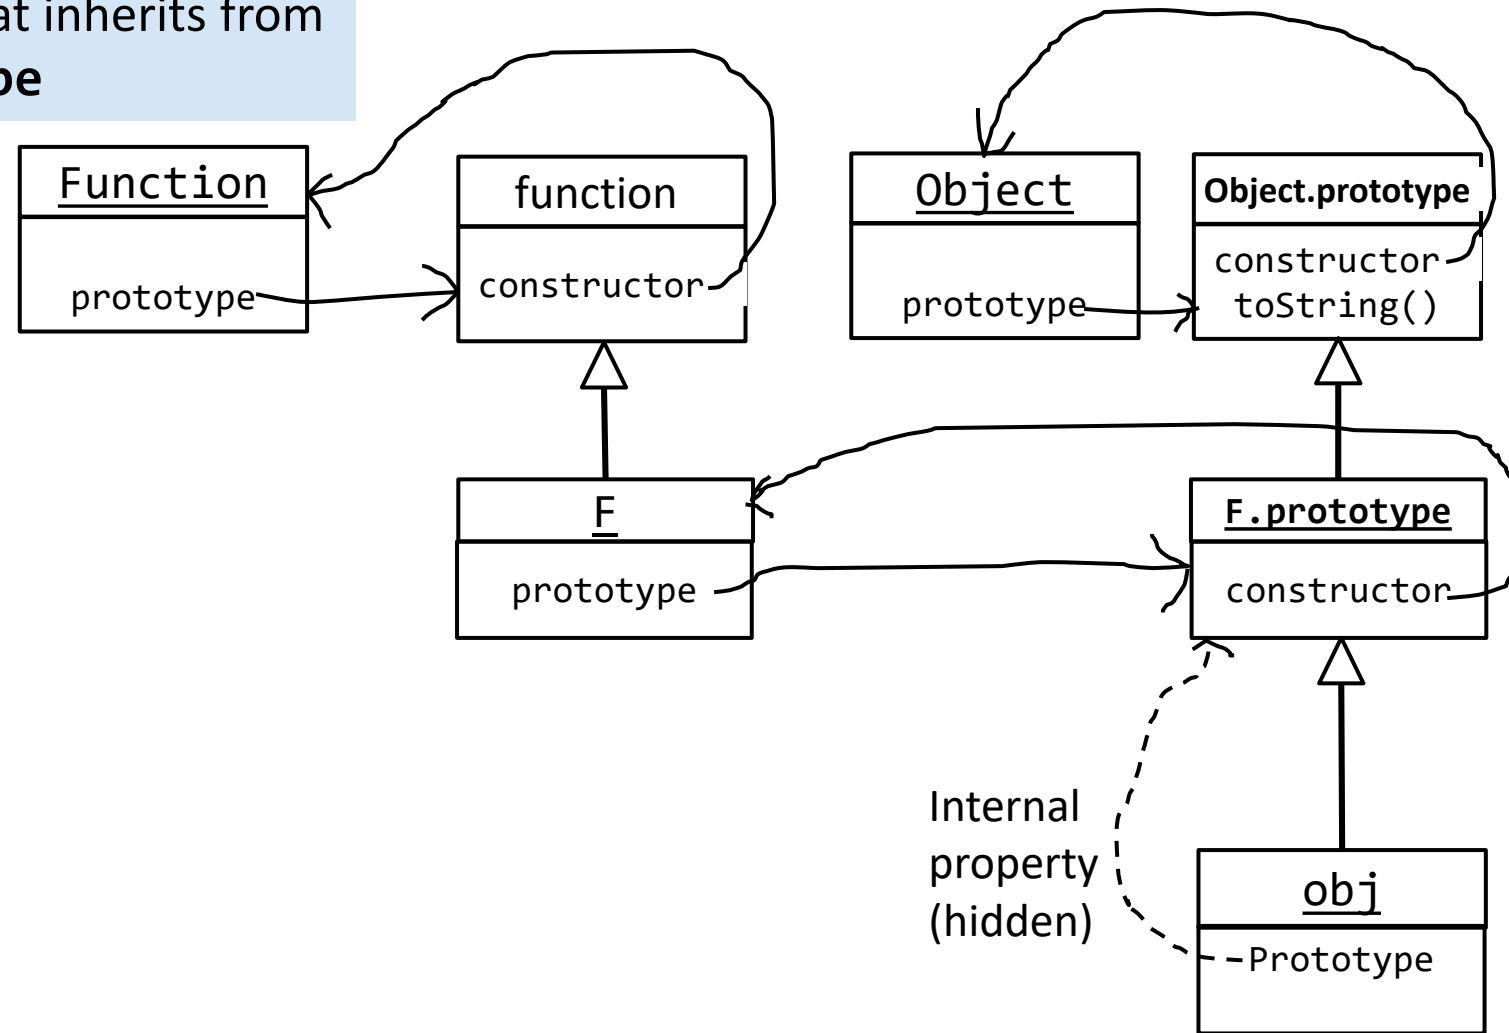 at inherits from
pe
Function
prototype
function
constructor
Object
prototype
Object.prototype
constructor
toString()
F
prototype
F.prototype
constructor
Internal
property
(hidden)
obj
Prototype